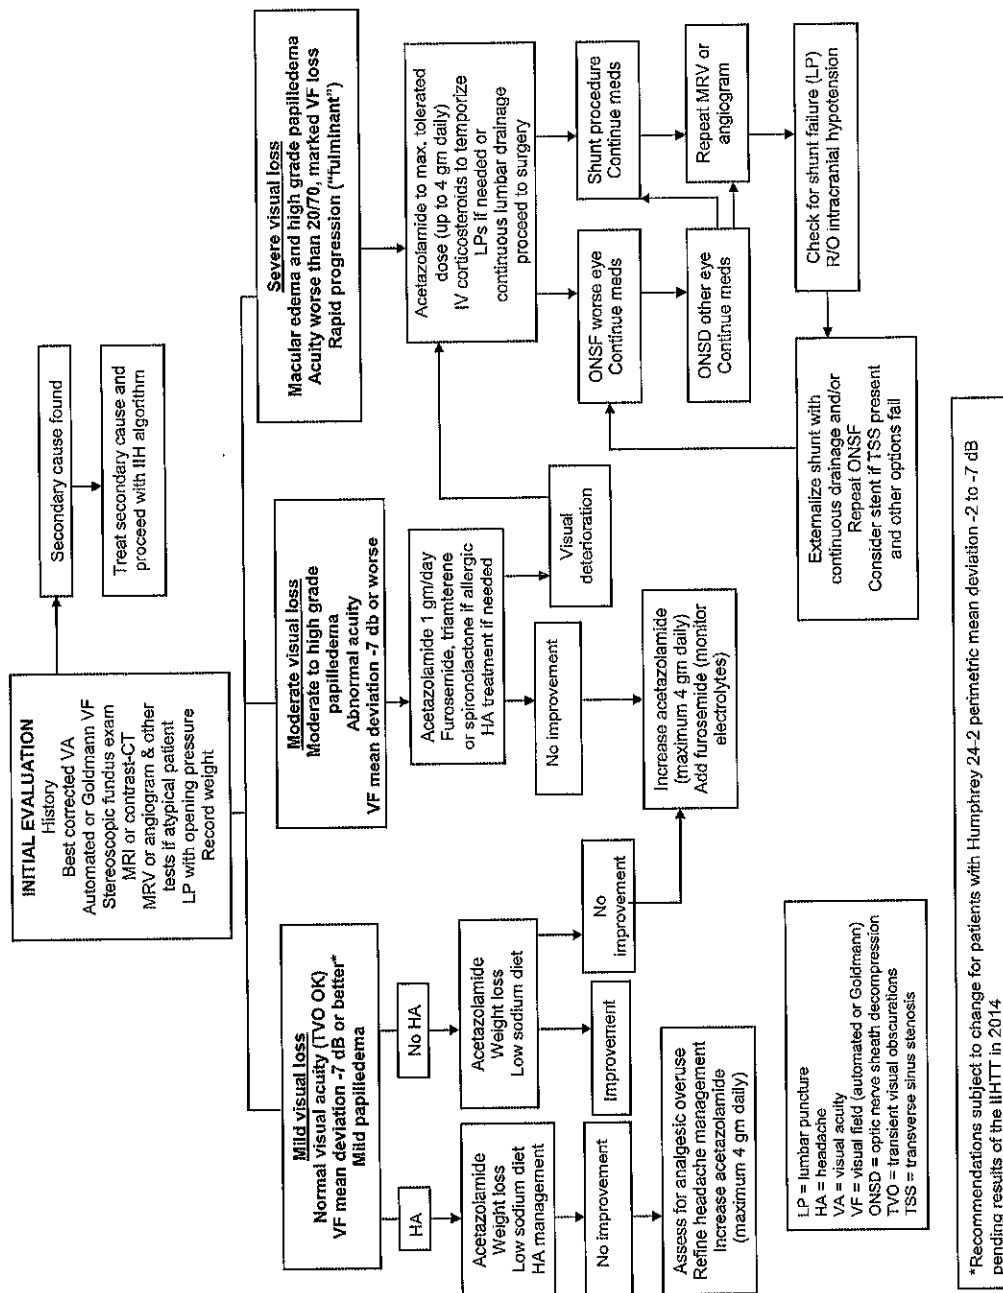 INITIAL EVALUATION
History
Best corrected VA
Automated or Goldmann VF
Stereoscopic fundus exam
MRI or contrast-CT
MRV or angiogram & other
tests if atypical patient
LP with opening pressure
Record weight
Secondary cause found
Treat secondary cause and
proceed with IIH algorithm
Mild visual loss
Normal visual acuity (TVO OK)
VF mean deviation -7 dB or better*
Mild papilledema
HA
No HA
Acetazolamide
Weight loss
Low sodium diet
HA management
No improvement
Assess for analgesic overuse
Refine headache management
Increase acetazolamide
(maximum 4 gm daily)
Acetazolamide
Weight loss
Low sodium diet
Improvement
No
improvement
Moderate visual loss
Moderate to high grade
papilledema
Abnormal acuity
VF mean deviation -7 db or worse
Acetazolamide 1 gm/day
Furosemide, triamterene
or spironolactone if allergic
HA treatment if needed
No improvement
Visual
deterioration
Increase acetazolamide
(maximum 4 gm daily)
Add furosemide (monitor
electrolytes)
Severe visual loss
Macular edema and high grade papilledema
Acuity worse than 20/70, marked VF loss
Rapid progression ("fulminant")
Acetazolamide to max. tolerated
dose (up to 4 gm daily)
IV corticosteroids to temporize
LPs if needed or
continuous lumbar drainage
proceed to surgery
ONSF worse eye
Continue meds
Shunt procedure
Continue meds
ONSD other eye
Continue meds
Repeat MRV or
angiogram
Check for shunt failure (LP)
R/O intracranial hypotension
Externalize shunt with
continuous drainage and/or
Repeat ONSF
Consider stent if TSS present
and other options fail
LP = lumbar puncture
HA = headache
VA = visual acuity
VF = visual field (automated or Goldmann)
ONSD = optic nerve sheath decompression
TVO = transient visual obscurations
TSS = transverse sinus stenosis
*Recommendations subject to change for patients with Humphrey 24-2 perimetric mean deviation -2 to -7 dB
pending results of the IIHTT in 2014